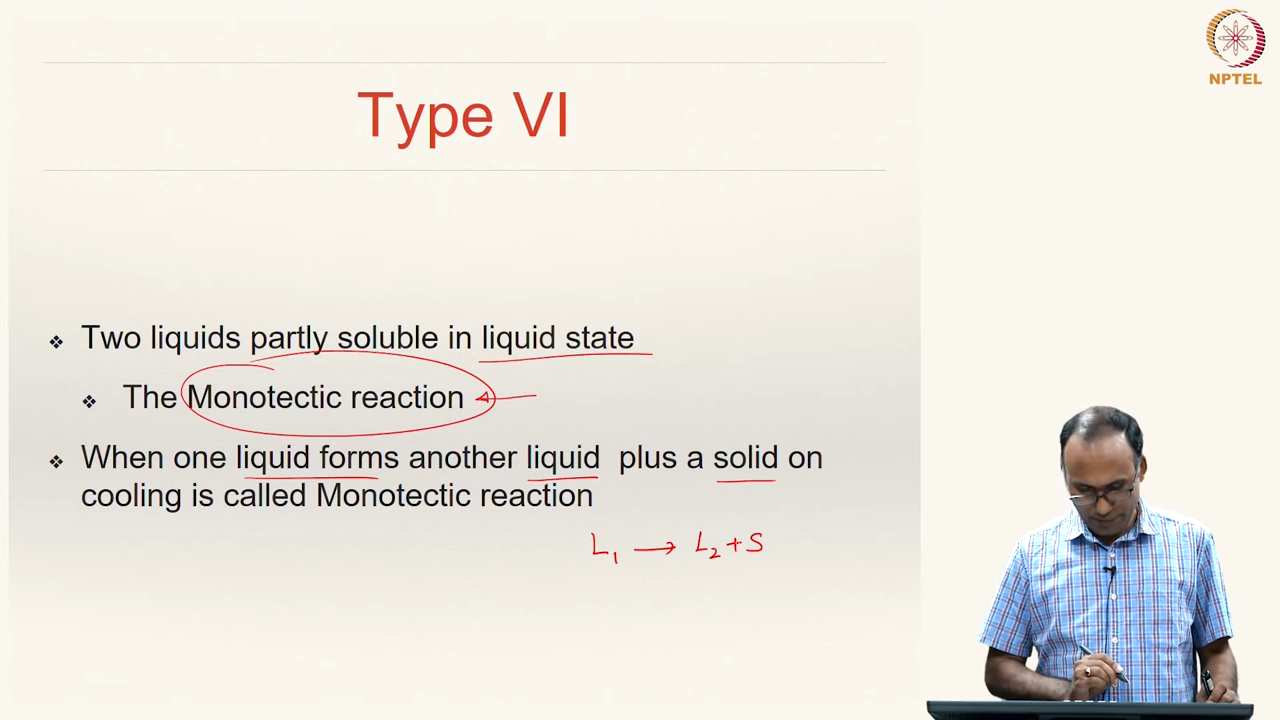 NPTEL
Type VI
❖ Two liquids partly soluble in liquid state
❖ The Monotectic reaction
❖ When one liquid forms another liquid plus a solid on
cooling is called Monotectic reaction
L₁ → L₂ + S